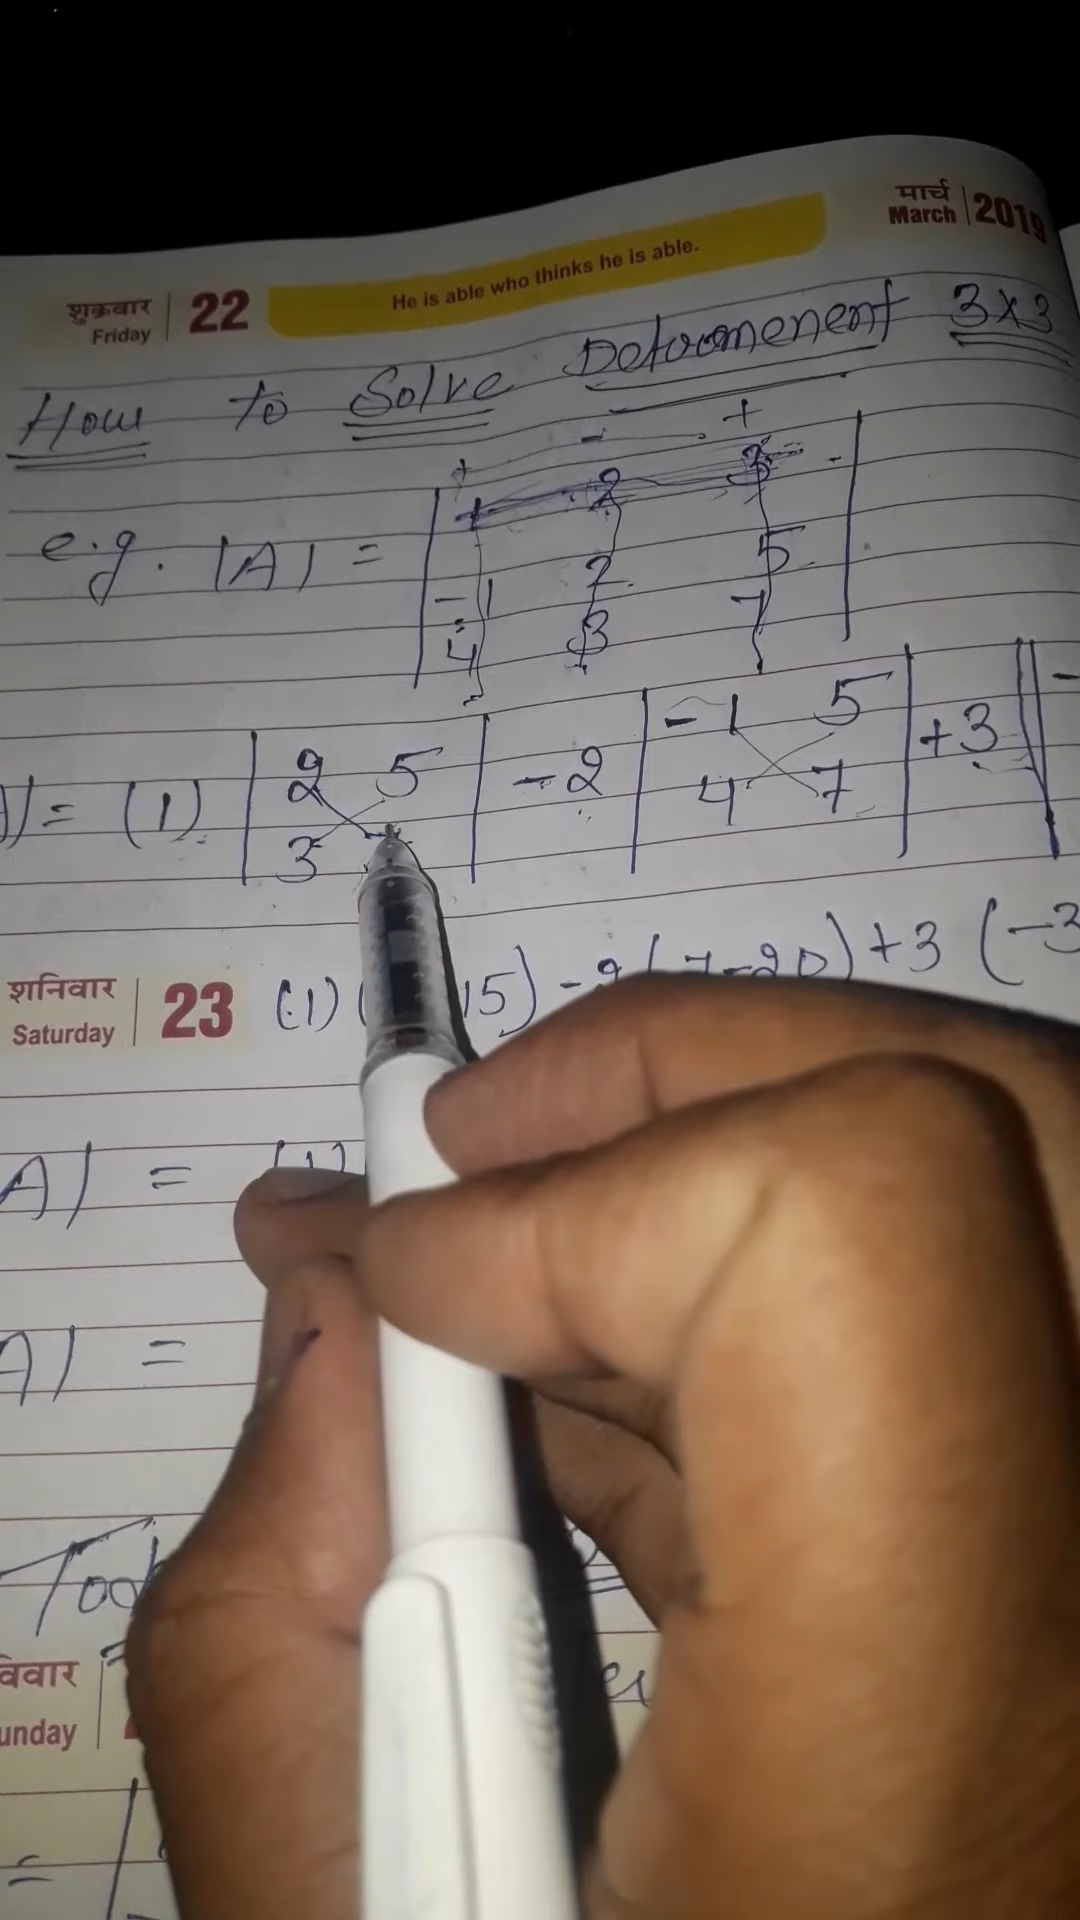 मार्च
March 2019
शुक्रवार
Friday 22
He is able who thinks he is able.
How to Solve Detoomenent 3x3
+ - +
1 2 3 -
e.g. |A| =
-1 2 5
4 3 7
| = (1) | 2 5 | -2 | -1 5 | +3 | -
3 | 4 7 |
शनिवार
Saturday 23
(1) ( 15) -2 (7-20) +3 (-3
A| = (1)
A| =
विवार
unday
= |